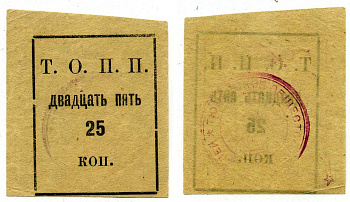 Т. О. П. П.
двадцать пять
25
коп.